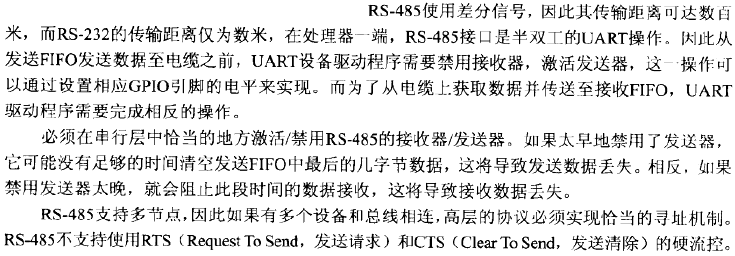 RS-485使用差分信号，因此其传输距离可达数百
米，而RS-232的传输距离仅为数米，在处理器一端，RS-485接口是半双工的UART操作。因此从
发送FIFO发送数据至电缆之前，UART设备驱动程序需要禁用接收器，激活发送器，这一操作可
以通过设置相应GPIO引脚的电平来实现。而为了从电缆上获取数据并传送至接收FIFO，UART
驱动程序需要完成相反的操作。
必须在串行层中恰当的地方激活/禁用RS-485的接收器/发送器。如果太早地禁用了发送器，
它可能没有足够的时间清空发送FIFO中最后的几字节数据，这将导致发送数据丢失。相反，如果
禁用发送器太晚，就会阻止此段时间的数据接收，这将导致接收数据丢失。
RS-485支持多节点，因此如果有多个设备和总线相连，高层的协议必须实现恰当的寻址机制。
RS-485不支持使用RTS（Request To Send，发送请求）和CTS（Clear To Send，发送清除）的硬流控。